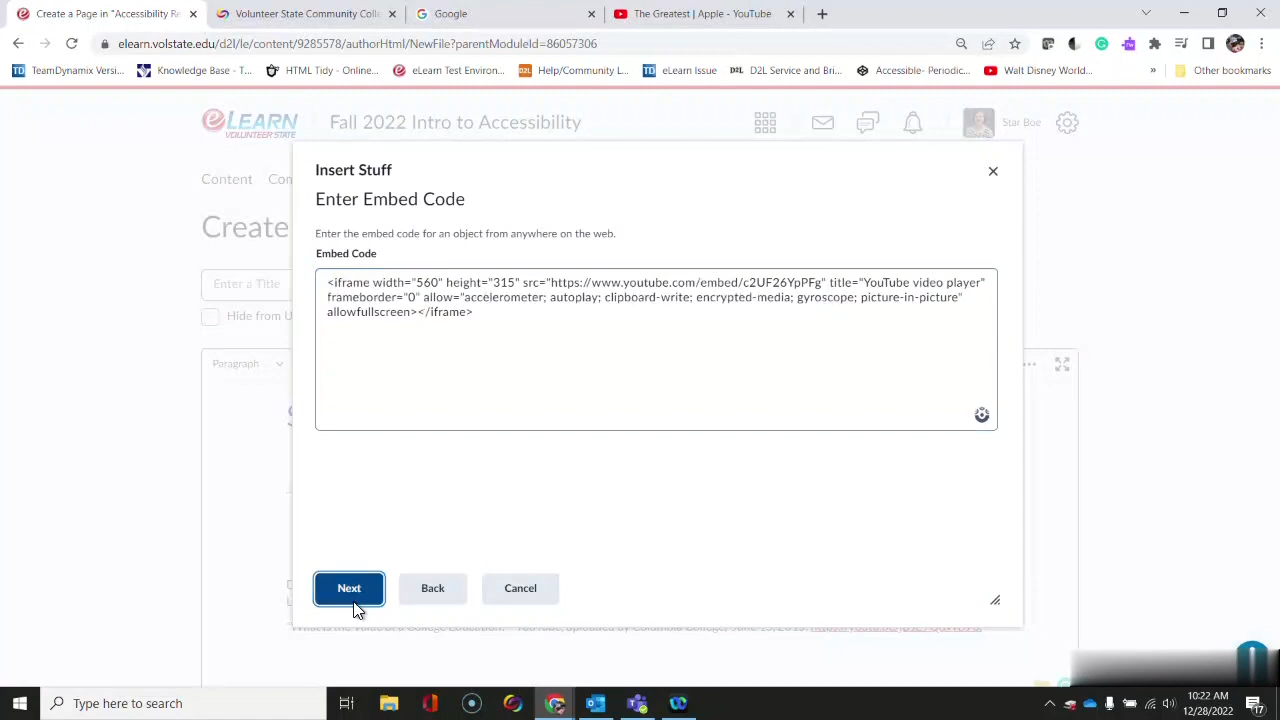 Create a Page in "Accessibility Re
Volunteer State Community Colle
Google
The Greatest | Apple - YouTube
elearn.volstate.edu/d2l/le/content/9285578/authorHtml/NewFile?parentModuleId=86057306
TeamDynamix Versi...
Knowledge Base - T...
HTML Tidy - Online...
eLearn Test Environ...
Help/Community L...
eLearn Issue
D2L Service and Bri...
Accessible- Periodic...
Walt Disney World...
»
Other bookmarks
eLEARN
VOLUNTEER STATE
Fall 2022 Intro to Accessibility
Star Boe
Content
Com
Create
Insert Stuff
Enter Embed Code
Enter the embed code for an object from anywhere on the web.
Embed Code
<iframe width="560" height="315" src="https://www.youtube.com/embed/c2UF26YpPFg" title="YouTube video player"
frameborder="0" allow="accelerometer; autoplay; clipboard-write; encrypted-media; gyroscope; picture-in-picture"
allowfullscreen></iframe>
Enter a Title
Hide from U
Paragraph
Next
Back
Cancel
Type here to search
10:22 AM
12/28/2022
17